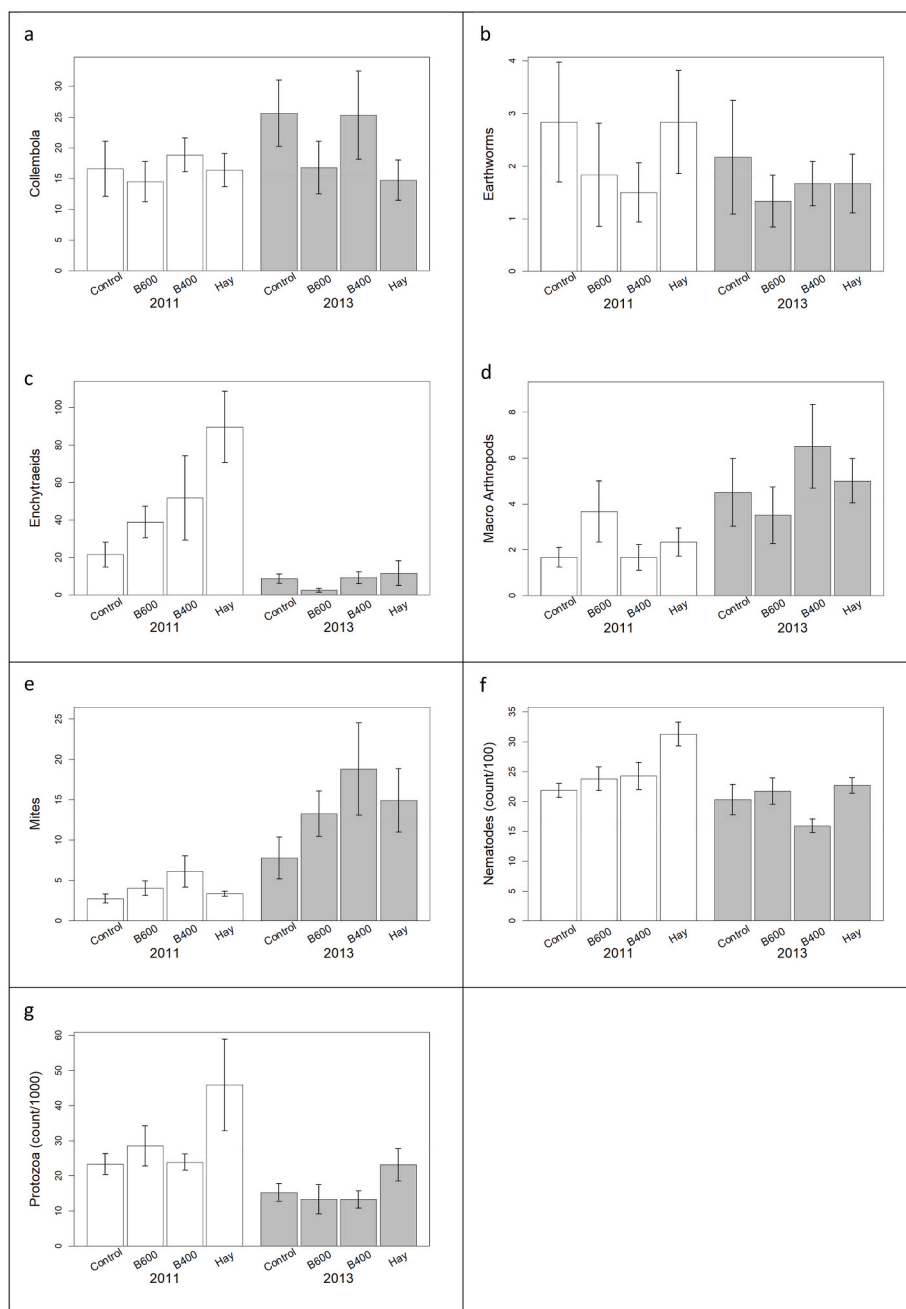 a
Collembola
0 5 10 15 20 25 30
Control B600 B400 Hay Control B600 B400 Hay
2011 2013
b
Earthworms
0 1 2 3 4
Control B600 B400 Hay Control B600 B400 Hay
2011 2013
c
Enchytraeids
0 20 40 60 80 100
Control B600 B400 Hay Control B600 B400 Hay
2011 2013
d
Macro Arthropods
0 2 4 6 8
Control B600 B400 Hay Control B600 B400 Hay
2011 2013
e
Mites
0 5 10 15 20 25
Control B600 B400 Hay Control B600 B400 Hay
2011 2013
f
Nematodes (count/100)
0 5 10 15 20 25 30 35
Control B600 B400 Hay Control B600 B400 Hay
2011 2013
g
Protozoa (count/1000)
0 10 20 30 40 50 60
Control B600 B400 Hay Control B600 B400 Hay
2011 2013